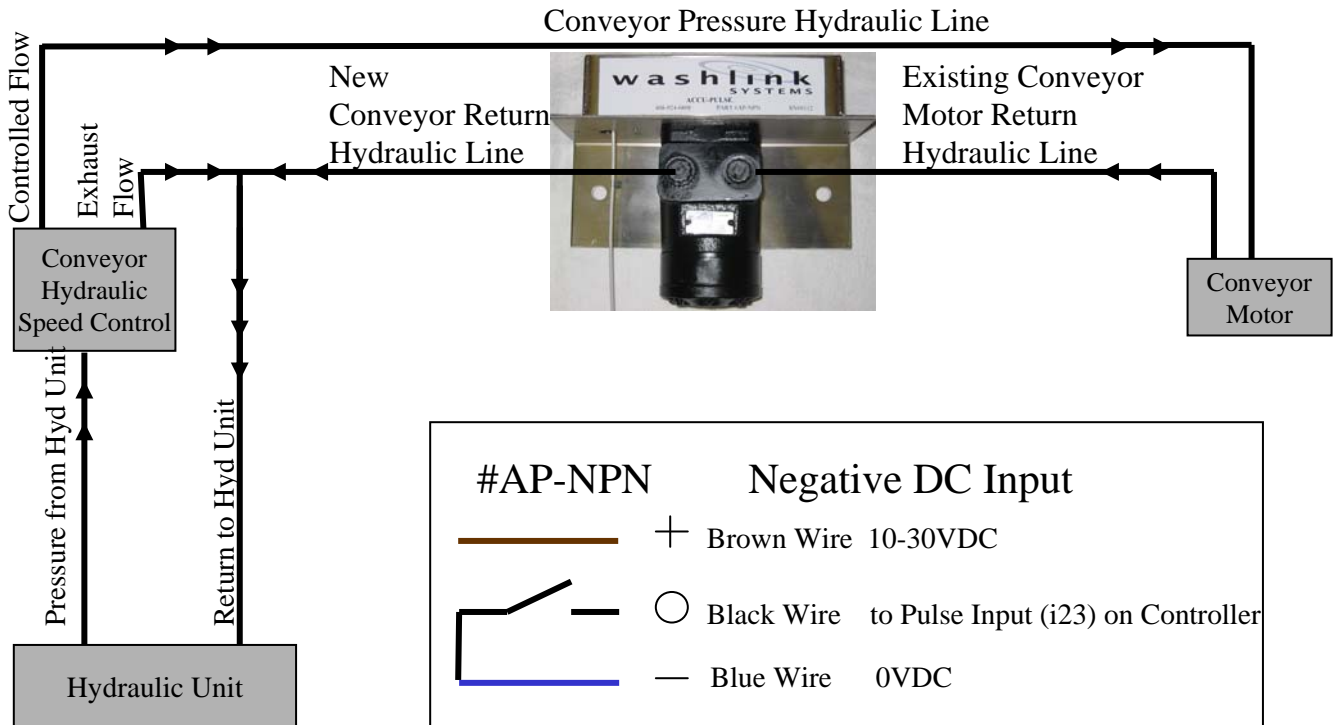 Conveyor Pressure Hydraulic Line
New
Conveyor Return
Hydraulic Line
washlink
SYSTEMS
ACCU-PULSE
Existing Conveyor
Motor Return
Hydraulic Line
Controlled Flow
Exhaust
Flow
Conveyor
Hydraulic
Speed Control
Conveyor
Motor
Pressure from Hyd Unit
Return to Hyd Unit
Hydraulic Unit
#AP-NPN Negative DC Input
+ Brown Wire 10-30VDC
Black Wire to Pulse Input (i23) on Controller
— Blue Wire 0VDC